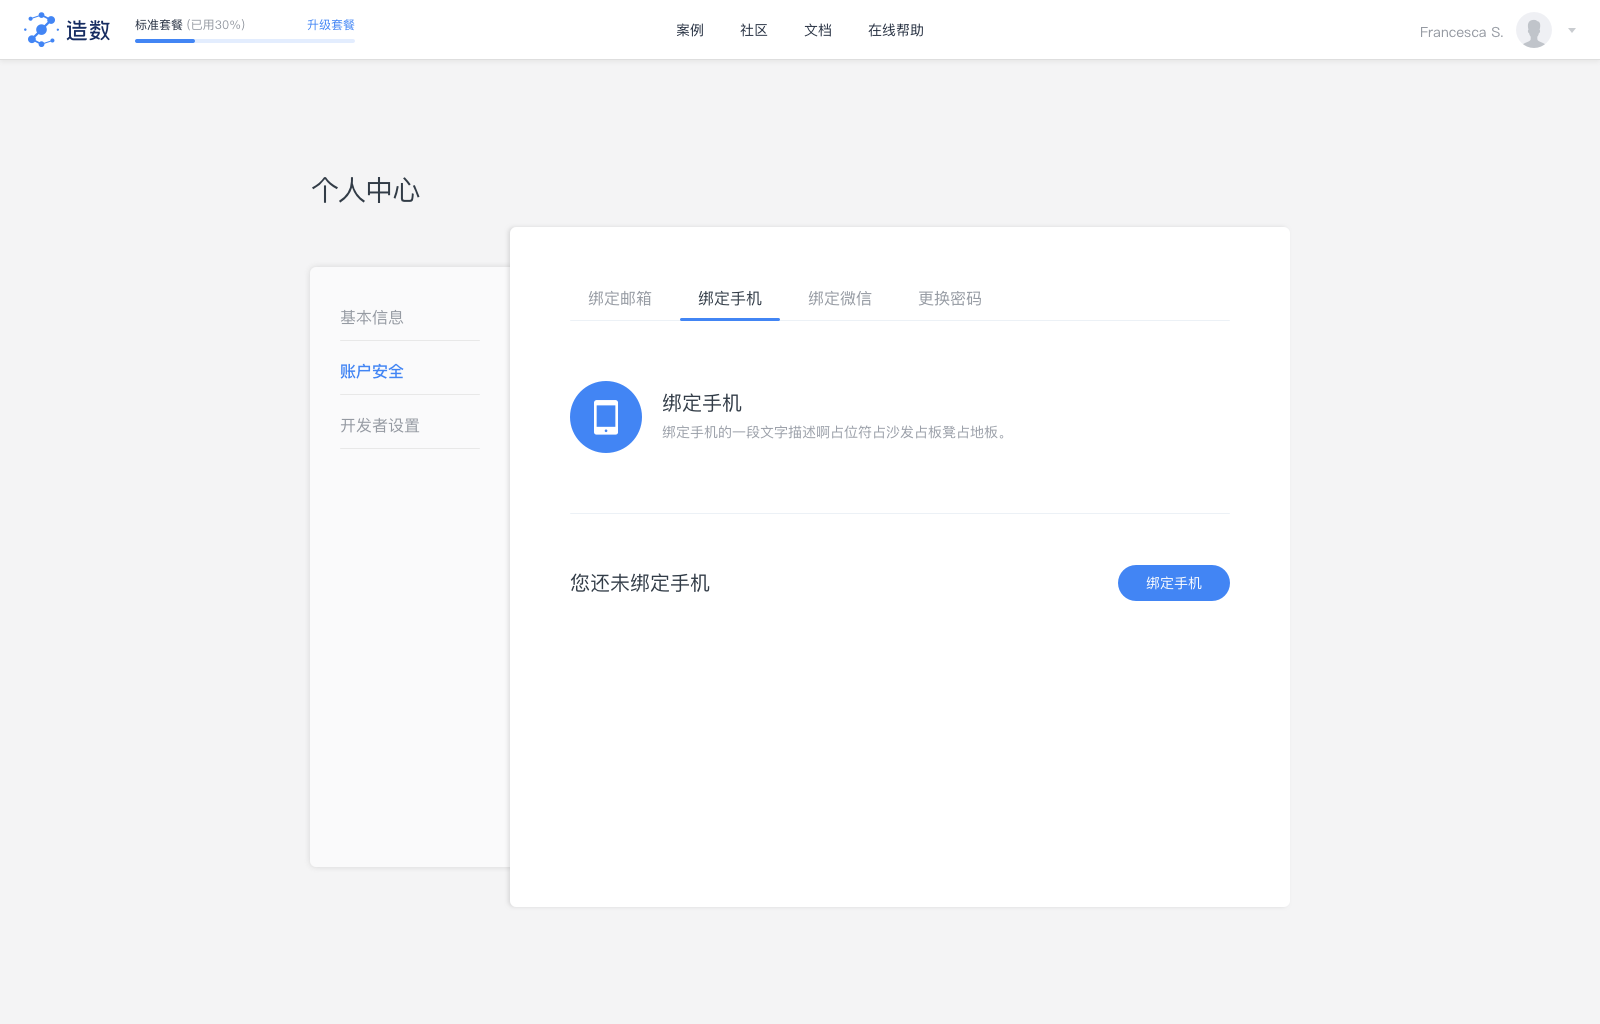 造数
标准套餐 (已用30%) 升级套餐
案例 社区 文档 在线帮助
Francesca S.
个人中心
基本信息
账户安全
开发者设置
绑定邮箱 绑定手机 绑定微信 更换密码
绑定手机
绑定手机的一段文字描述啊占位符占沙发占板凳占地板。
您还未绑定手机
绑定手机